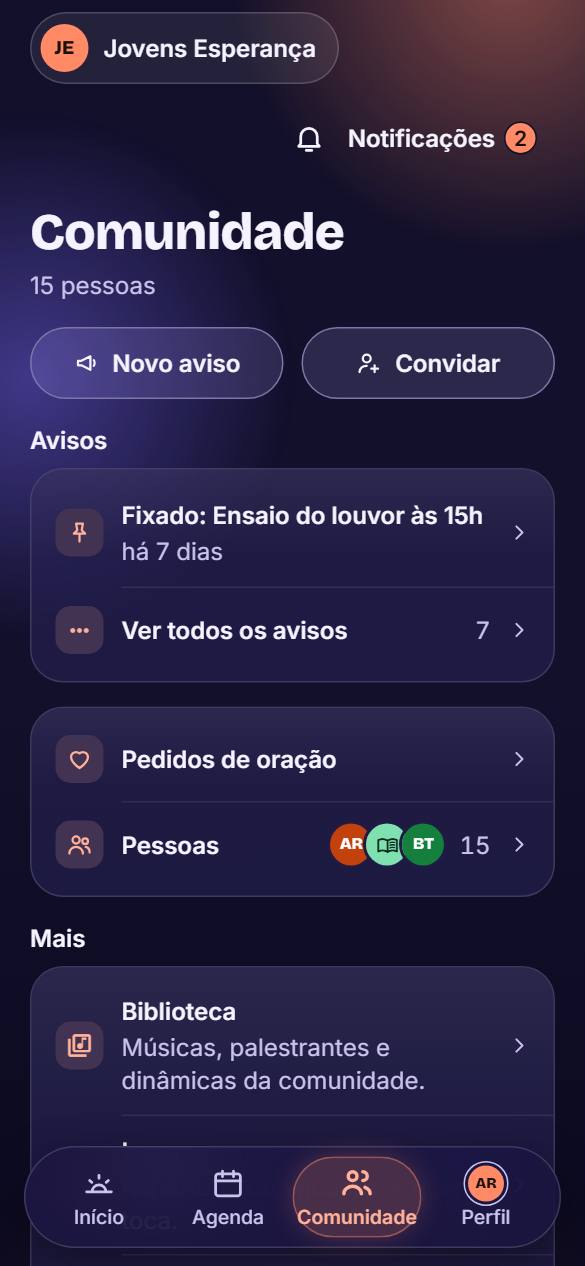 JE
Jovens Esperança
Notificações 2
Comunidade
15 pessoas
Novo aviso
Convidar
Avisos
Fixado: Ensaio do louvor às 15h
há 7 dias
Ver todos os avisos 7
Pedidos de oração
Pessoas AR BT 15
Mais
Biblioteca
Músicas, palestrantes e
dinâmicas da comunidade.
toca.
AR
Início Agenda Comunidade Perfil